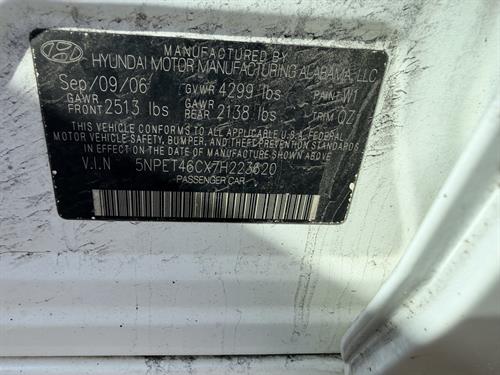 MANUFACTURED BY
HYUNDAI MOTOR MANUFACTURING ALABAMA, LLC
Sep/09/06 GVWR 4299 lbs PAINT W1
GAWR FRONT 2513 lbs GAWR REAR 2138 lbs TRIM QZ
THIS VEHICLE CONFORMS TO ALL APPLICABLE U.S.A FEDERAL
MOTOR VEHICLE SAFETY, BUMPER, AND THEFT PREVENTION STANDARDS
IN EFFECT ON THE DATE OF MANUFACTURE SHOWN ABOVE.
V.I.N 5NPET46CX7H223620
PASSENGER CAR